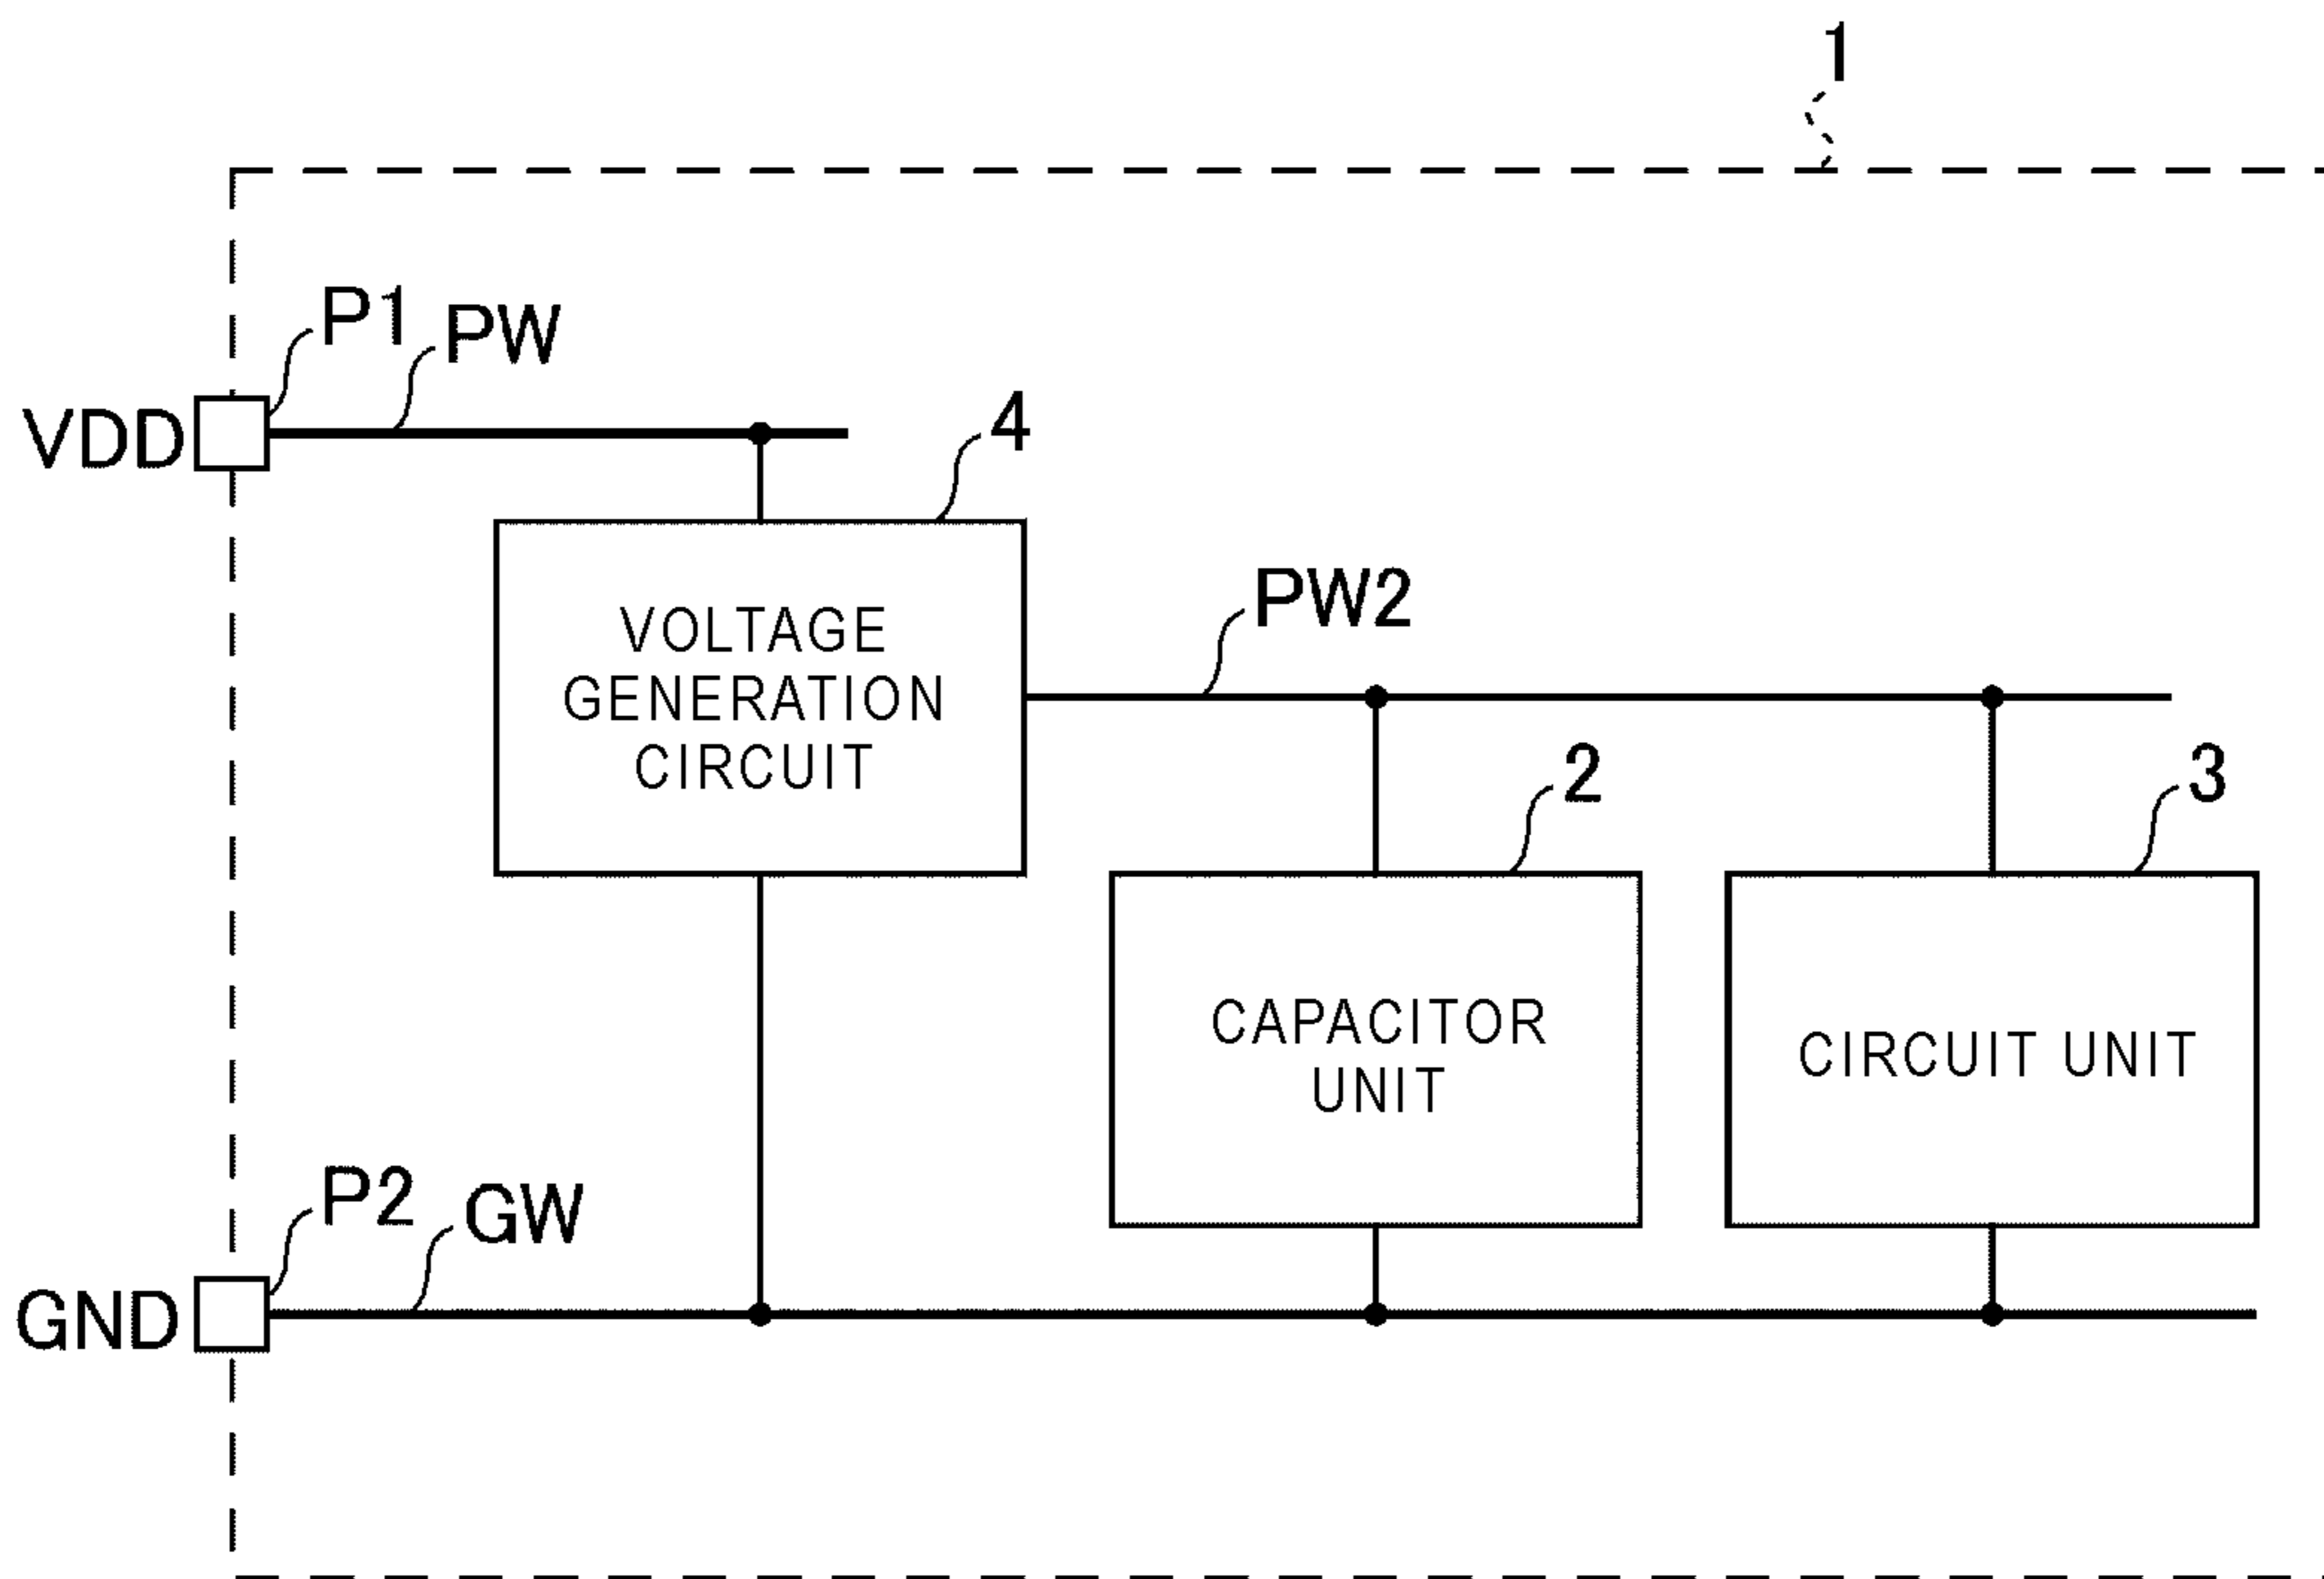 1
P1
PW
VDD
4
VOLTAGE
GENERATION
CIRCUIT
PW2
2
3
CAPACITOR
UNIT
CIRCUIT UNIT
P2
GW
GND